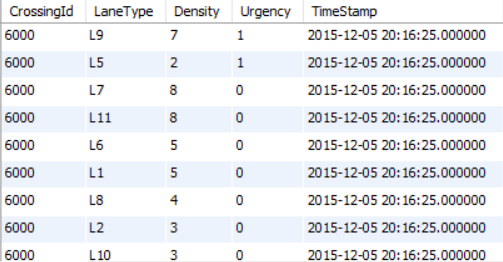 CrossingId LaneType Density Urgency TimeStamp
6000 L9 7 1 2015-12-05 20:16:25.000000
6000 L5 2 1 2015-12-05 20:16:25.000000
6000 L7 8 0 2015-12-05 20:16:25.000000
6000 L11 8 0 2015-12-05 20:16:25.000000
6000 L6 5 0 2015-12-05 20:16:25.000000
6000 L1 5 0 2015-12-05 20:16:25.000000
6000 L8 4 0 2015-12-05 20:16:25.000000
6000 L2 3 0 2015-12-05 20:16:25.000000
6000 L10 3 0 2015-12-05 20:16:25.000000